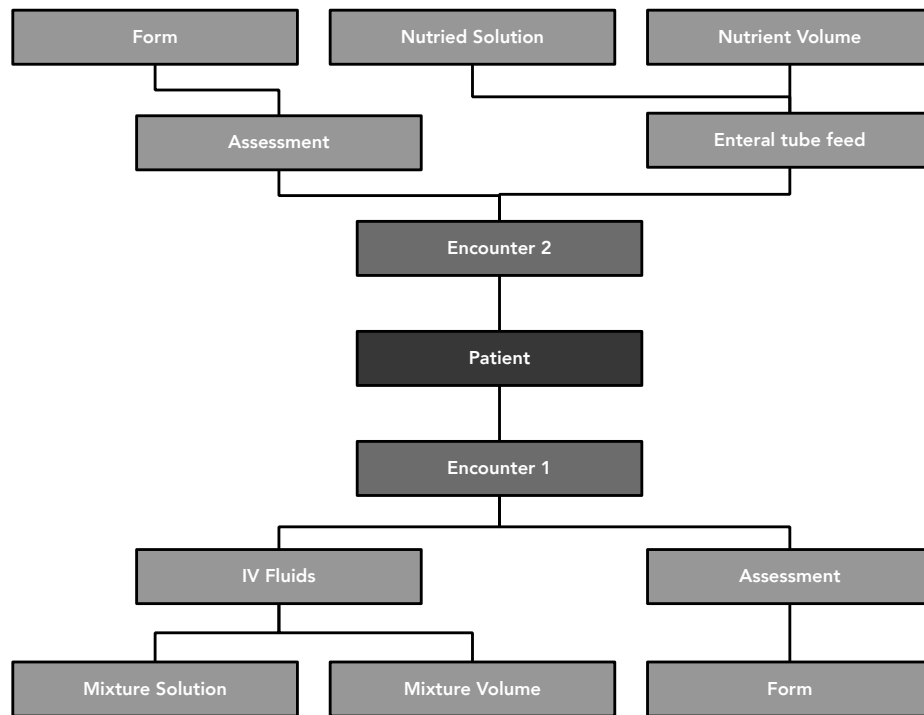 Form
Nutried Solution
Nutrient Volume
Assessment
Enteral tube feed
Encounter 2
Patient
Encounter 1
IV Fluids
Assessment
Mixture Solution
Mixture Volume
Form